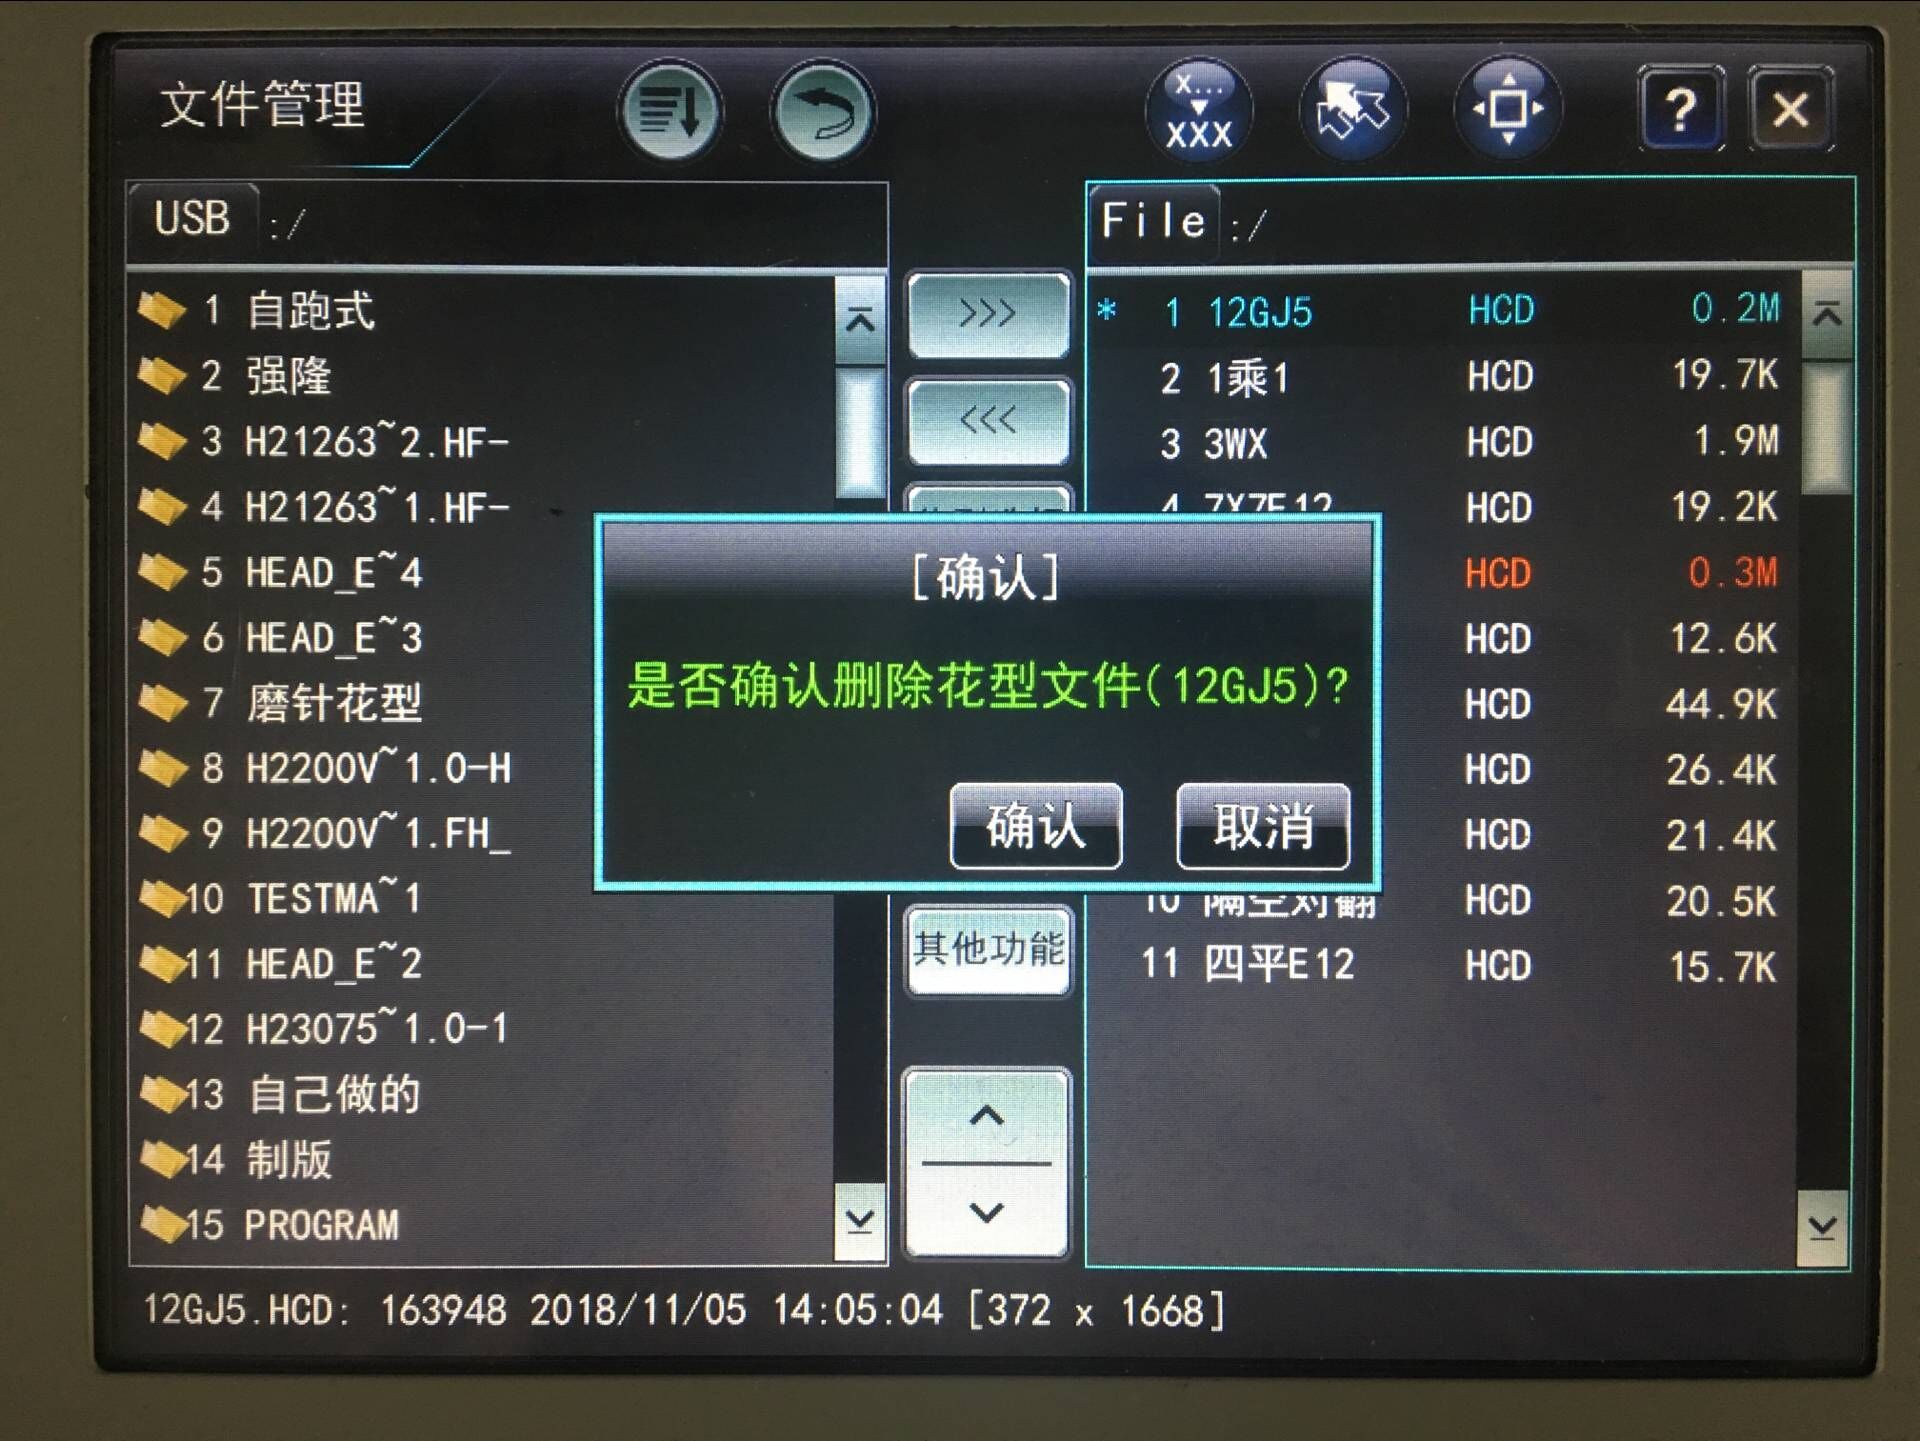 文件管理
X...
XXX
?
USB :/
1 自跑式
2 强隆
3 H21263~2.HF-
4 H21263~1.HF-
5 HEAD_E~4
6 HEAD_E~3
7 磨针花型
8 H2200V~1.0-H
9 H2200V~1.FH_
10 TESTMA~1
11 HEAD_E~2
12 H23075~1.0-1
13 自己做的
14 制版
15 PROGRAM
>>>
<<<
其他功能
File :/
* 1 12GJ5 HCD 0.2M
2 1乘1 HCD 19.7K
3 3WX HCD 1.9M
4 7X7E12 HCD 19.2K
HCD 0.3M
HCD 12.6K
HCD 44.9K
HCD 26.4K
HCD 21.4K
10 隔空对翻 HCD 20.5K
11 四平E12 HCD 15.7K
[确认]
是否确认删除花型文件(12GJ5)?
确认 取消
12GJ5.HCD: 163948 2018/11/05 14:05:04 [372 x 1668]